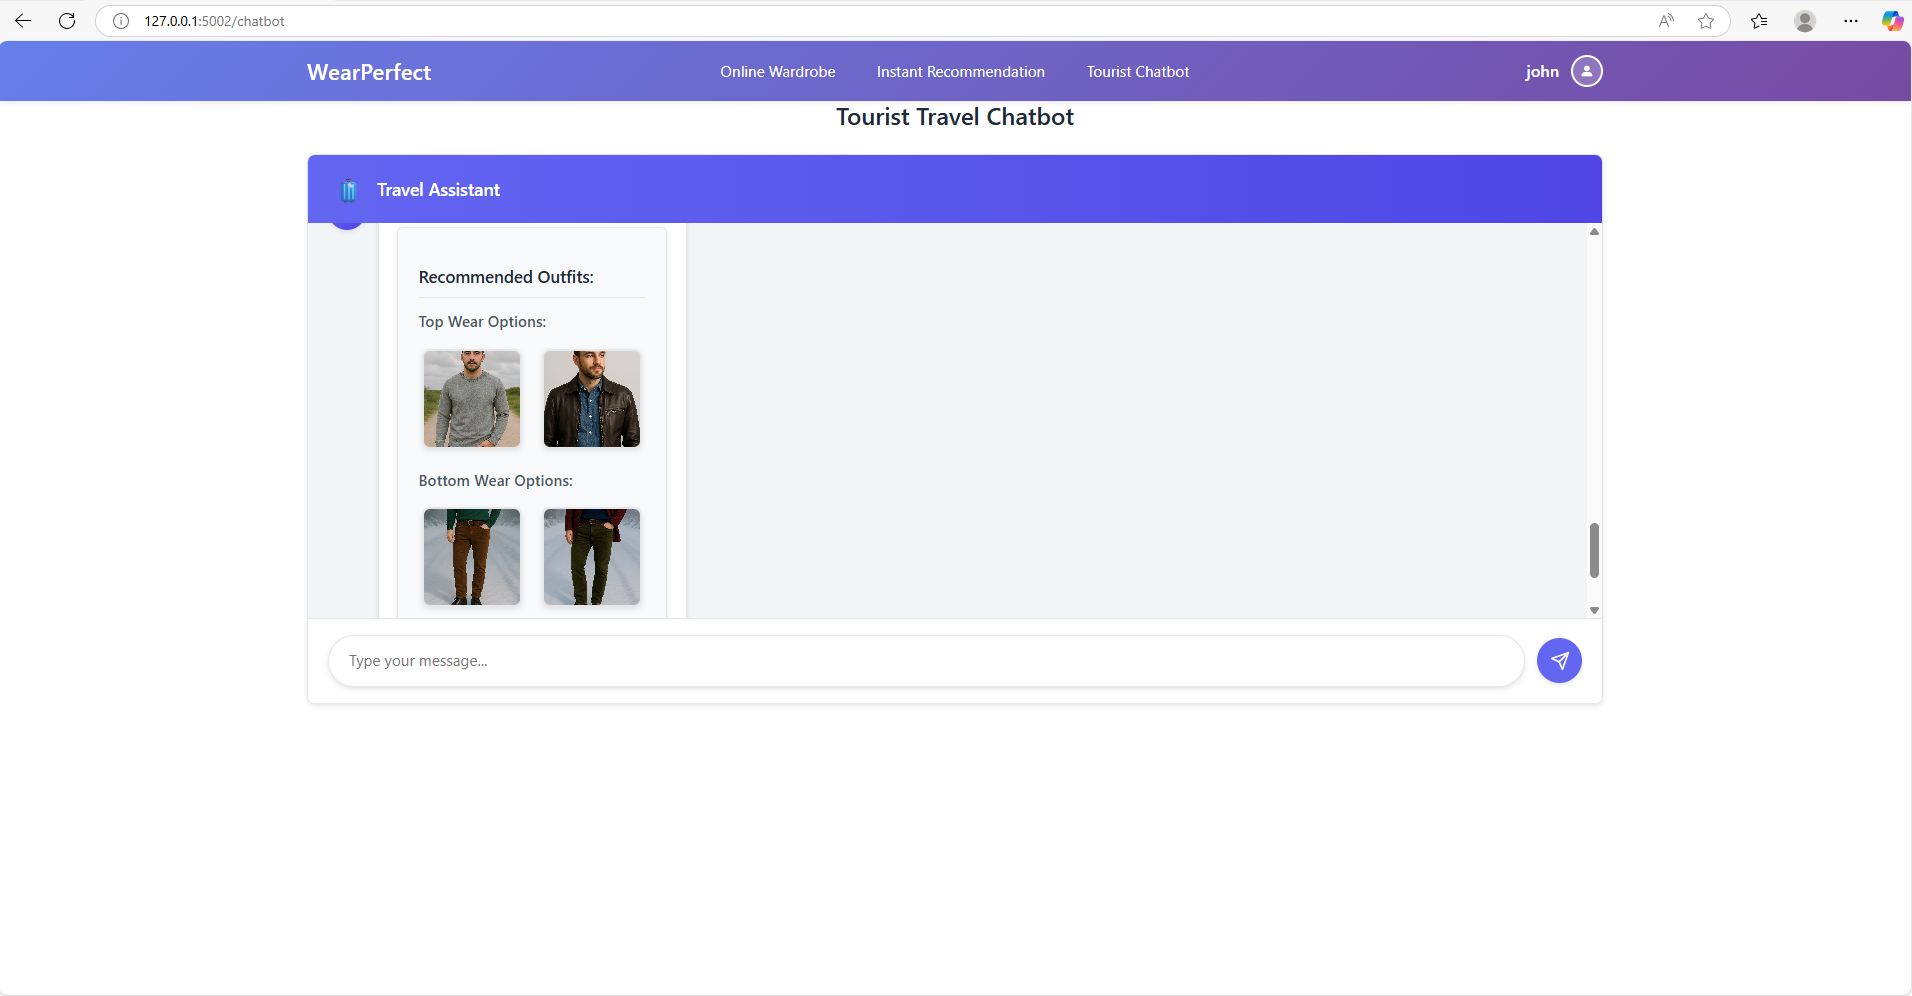 127.0.0.1:5002/chatbot
WearPerfect
Online Wardrobe
Instant Recommendation
Tourist Chatbot
john
Tourist Travel Chatbot
Travel Assistant
Recommended Outfits:
Top Wear Options:
Bottom Wear Options:
Type your message...